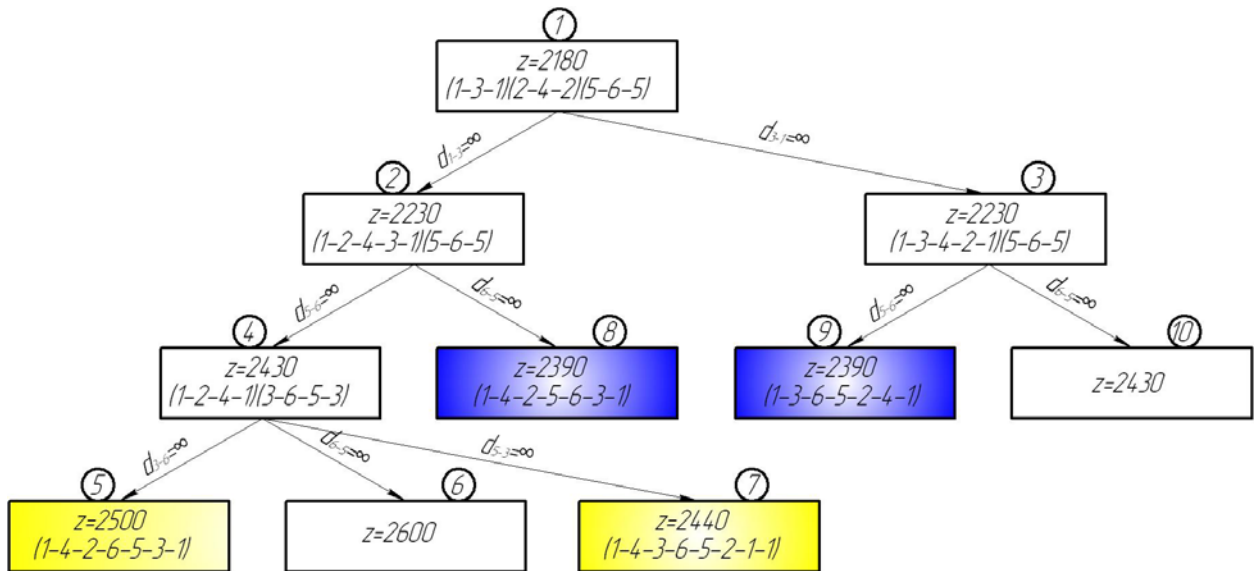 1
z=2180
(1-3-1)(2-4-2)(5-6-5)
d1-3=∞
d3-1=∞
2
z=2230
(1-2-4-3-1)(5-6-5)
3
z=2230
(1-3-4-2-1)(5-6-5)
d5-6=∞
d6-5=∞
d5-6=∞
d6-5=∞
4
z=2430
(1-2-4-1)(3-6-5-3)
8
z=2390
(1-4-2-5-6-3-1)
9
z=2390
(1-3-6-5-2-4-1)
10
z=2430
d3-6=∞
d6-5=∞
d5-3=∞
5
z=2500
(1-4-2-6-5-3-1)
6
z=2600
7
z=2440
(1-4-3-6-5-2-1-1)